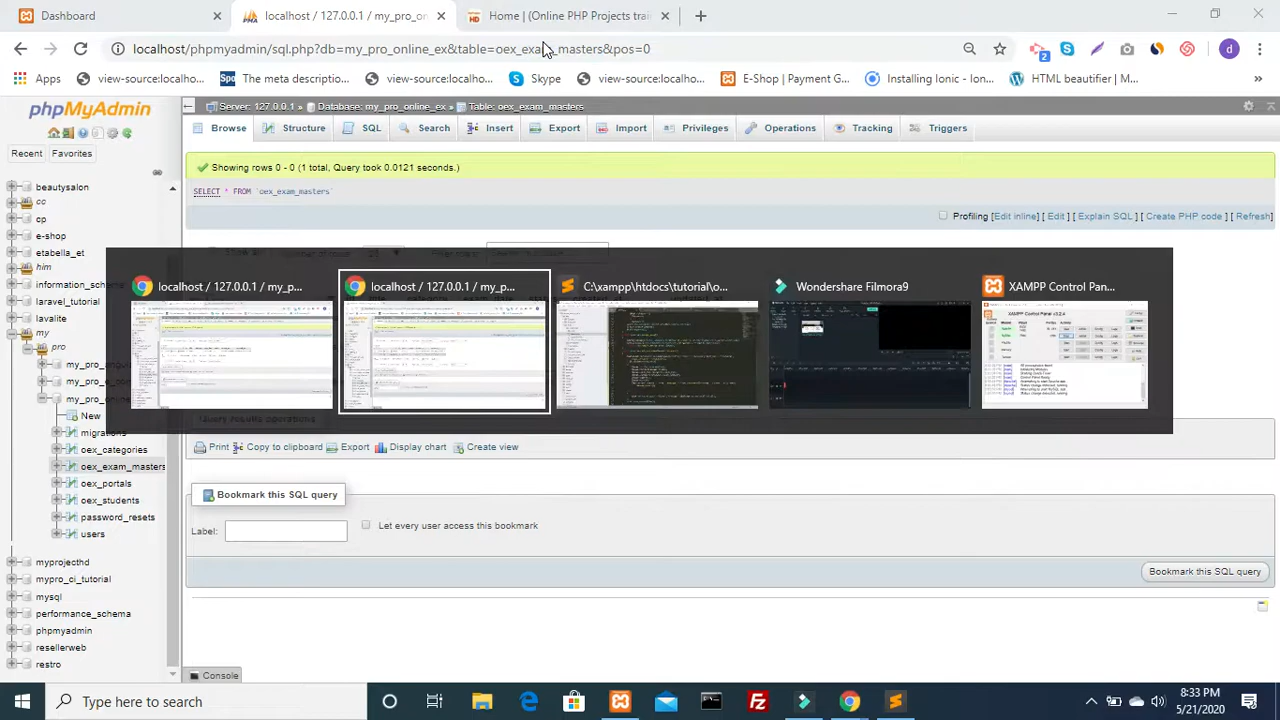 Dashboard
localhost / 127.0.0.1 / my_pro_on
Home | (Online PHP Projects trai
localhost/phpmyadmin/sql.php?db=my_pro_online_ex&table=oex_exam_masters&pos=0
2
d
Apps
view-source:localho...
Spo
The meta descriptio...
view-source:localho...
Skype
view-source:localho...
E-Shop | Payment G...
Installing Ionic - Ion...
HTML beautifier | M...
phpMyAdmin
Server: 127.0.0.1 » Database: my_pro_online_ex » Table: oex_exam_masters
Browse
Structure
SQL
Search
Insert
Export
Import
Privileges
Operations
Tracking
Triggers
Recent
Favorites
Showing rows 0 - 0 (1 total, Query took 0.0121 seconds.)
SELECT * FROM `oex_exam_masters`
Profiling [Edit inline] [ Edit ] [ Explain SQL ] [ Create PHP code ] [ Refresh]
beautysalon
cc
cp
e-shop
etabella_et
him
information_schema
laravel_tutorial
lavalite
my
pro
New
migrations
oex_categories
oex_exam_masters
oex_portals
oex_students
password_resets
users
myprojecthd
mypro_ci_tutorial
mysql
performance_schema
phpmyadmin
resellerweb
restro
localhost / 127.0.0.1 / my_p...
localhost / 127.0.0.1 / my_p...
C:\xampp\htdocs\tutorial\o...
Wondershare Filmora9
XAMPP Control Pan...
Query results operations
Print
Copy to clipboard
Export
Display chart
Create view
Bookmark this SQL query
Label:
Let every user access this bookmark
Bookmark this SQL query
Console
Type here to search
8:33 PM
5/21/2020